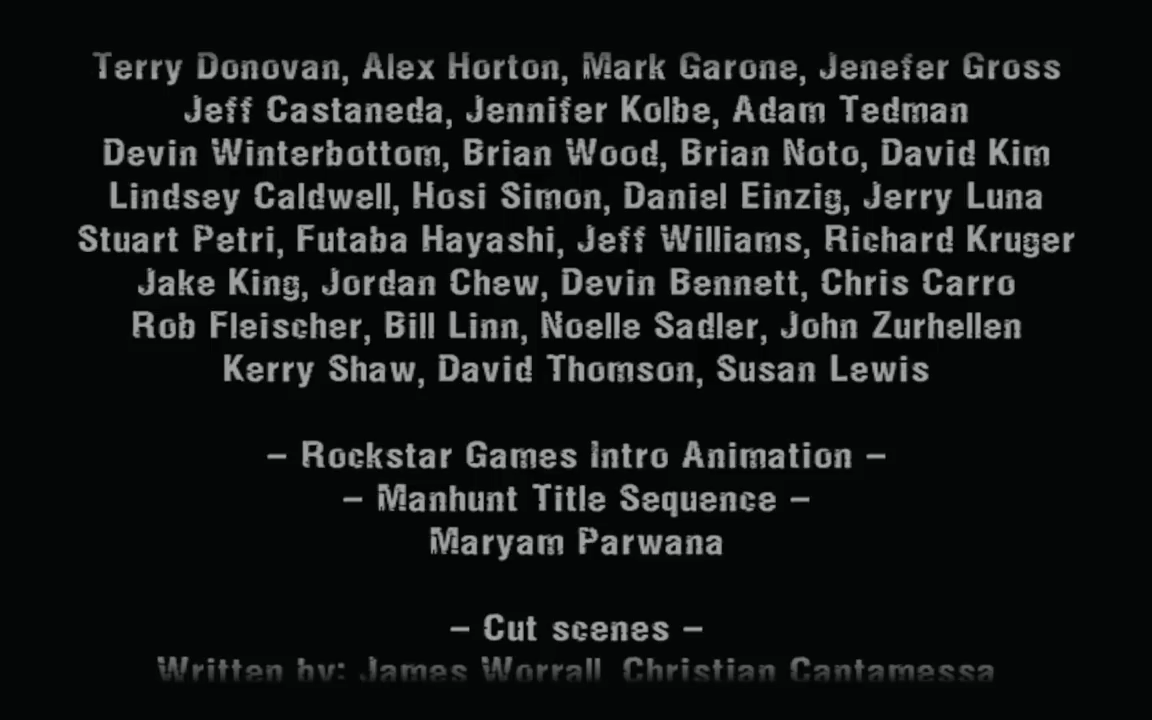 Terry Donovan, Alex Horton, Mark Garone, Jenefer Gross
Jeff Castaneda, Jennifer Kolbe, Adam Tedman
Devin Winterbottom, Brian Wood, Brian Noto, David Kim
Lindsey Caldwell, Hosi Simon, Daniel Einzig, Jerry Luna
Stuart Petri, Futaba Hayashi, Jeff Williams, Richard Kruger
Jake King, Jordan Chew, Devin Bennett, Chris Carro
Rob Fleischer, Bill Linn, Noelle Sadler, John Zurhellen
Kerry Shaw, David Thomson, Susan Lewis
– Rockstar Games Intro Animation –
– Manhunt Title Sequence –
Maryam Parwana
– Cut scenes –
Written by: James Worrall, Christian Cantamessa